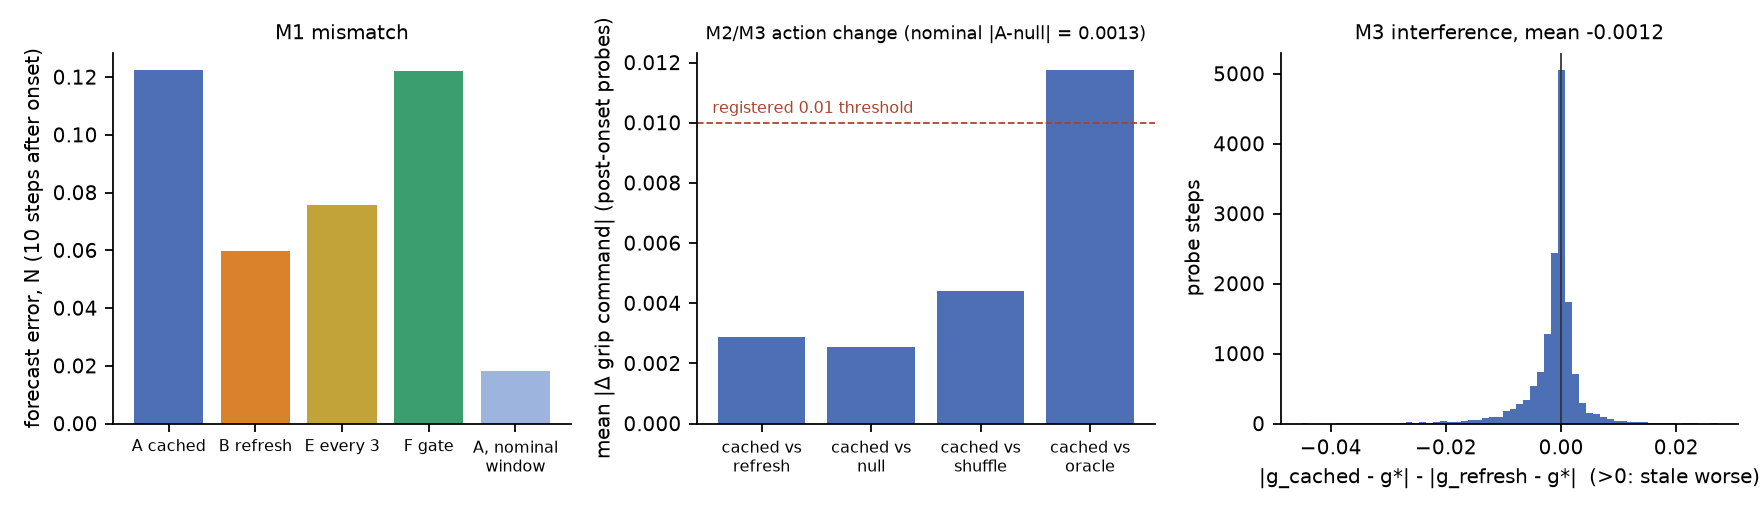 M1 mismatch
forecast error, N (10 steps after onset)
0.12
0.10
0.08
0.06
0.04
0.02
0.00
A cached
B refresh
E every 3
F gate
A, nominal
window
M2/M3 action change (nominal |A-null| = 0.0013)
mean |Δ grip command| (post-onset probes)
0.012
0.010
0.008
0.006
0.004
0.002
0.000
registered 0.01 threshold
cached vs
refresh
cached vs
null
cached vs
shuffle
cached vs
oracle
M3 interference, mean -0.0012
probe steps
5000
4000
3000
2000
1000
0
−0.04
−0.02
0.00
0.02
|g_cached - g*| - |g_refresh - g*|  (>0: stale worse)